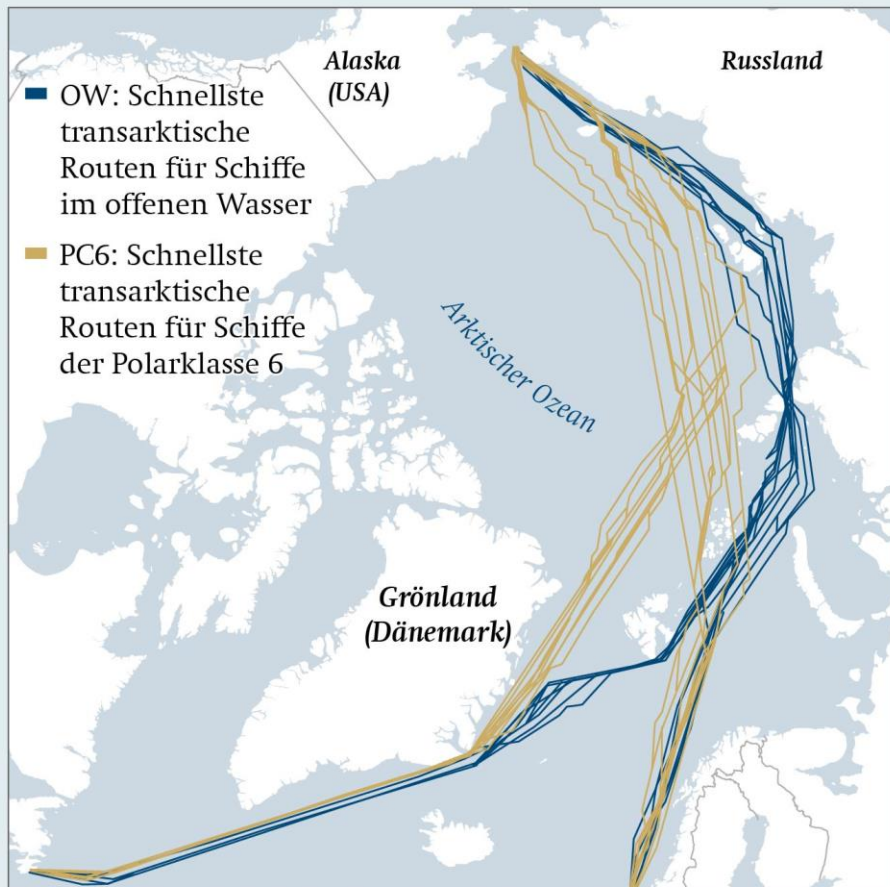 Alaska
(USA)
Russland
OW: Schnellste
transarktische
Routen für Schiffe
im offenen Wasser
PC6: Schnellste
transarktische
Routen für Schiffe
der Polarklasse 6
Arktischer Ozean
Grönland
(Dänemark)